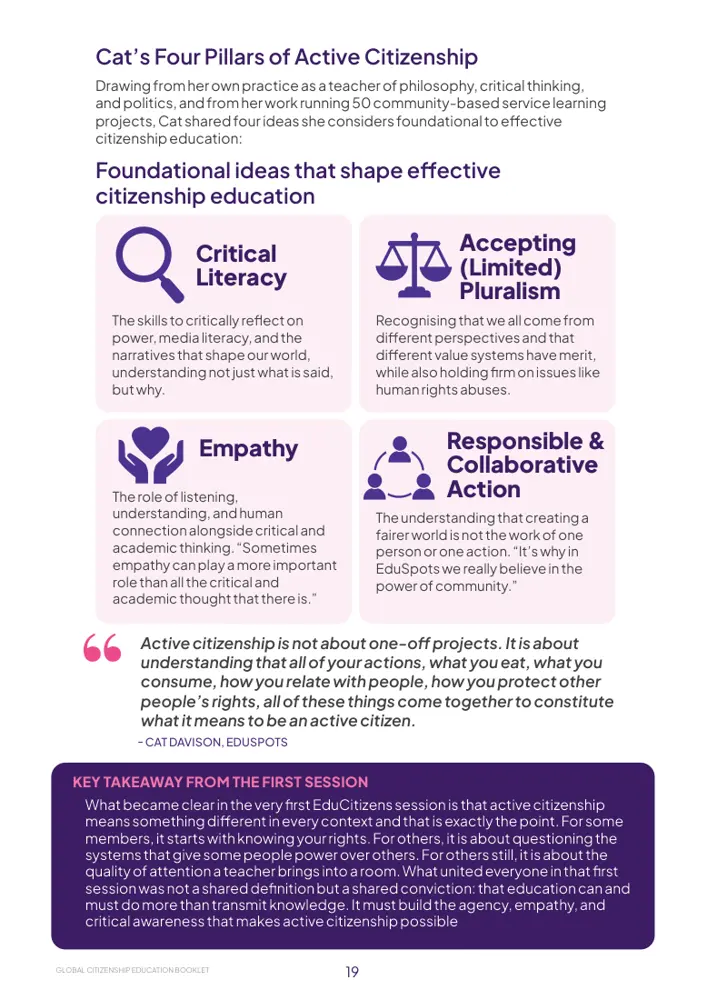 Cat's Four Pillars of Active Citizenship
Drawing from her own practice as a teacher of philosophy, critical thinking,
and politics, and from her work running 50 community-based service learning
projects, Cat shared four ideas she considers foundational to effective
citizenship education:
Foundational ideas that shape effective
citizenship education
Critical
Literacy
The skills to critically reflect on
power, media literacy, and the
narratives that shape our world,
understanding not just what is said,
but why.
Accepting
(Limited)
Pluralism
Recognising that we all come from
different perspectives and that
different value systems have merit,
while also holding firm on issues like
human rights abuses.
Empathy
The role of listening,
understanding, and human
connection alongside critical and
academic thinking. “Sometimes
empathy can play a more important
role than all the critical and
academic thought that there is.”
Responsible &
Collaborative
Action
The understanding that creating a
fairer world is not the work of one
person or one action. “It's why in
EduSpots we really believe in the
power of community.”
“
Active citizenship is not about one-off projects. It is about
understanding that all of your actions, what you eat, what you
consume, how you relate with people, how you protect other
people's rights, all of these things come together to constitute
what it means to be an active citizen.
- CAT DAVISON, EDUSPOTS
KEY TAKEAWAY FROM THE FIRST SESSION
What became clear in the very first EduCitizens session is that active citizenship
means something different in every context and that is exactly the point. For some
members, it starts with knowing your rights. For others, it is about questioning the
systems that give some people power over others. For others still, it is about the
quality of attention a teacher brings into a room. What united everyone in that first
session was not a shared definition but a shared conviction: that education can and
must do more than transmit knowledge. It must build the agency, empathy, and
critical awareness that makes active citizenship possible
GLOBAL CITIZENSHIP EDUCATION BOOKLET
19